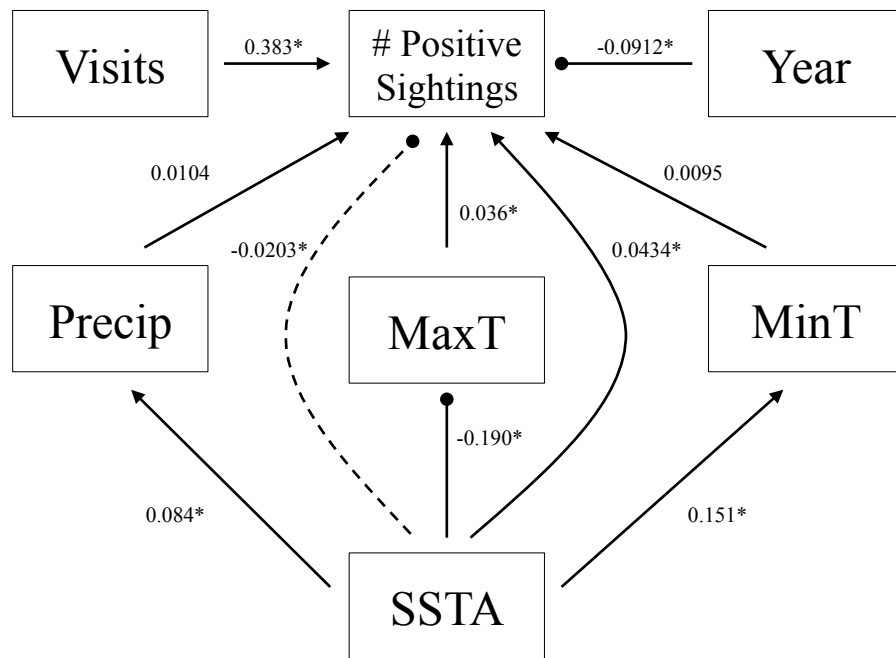 Visits
0.383*
# Positive
Sightings
-0.0912*
Year
0.0104
-0.0203*
0.036*
0.0434*
0.0095
Precip
MaxT
MinT
0.084*
-0.190*
0.151*
SSTA